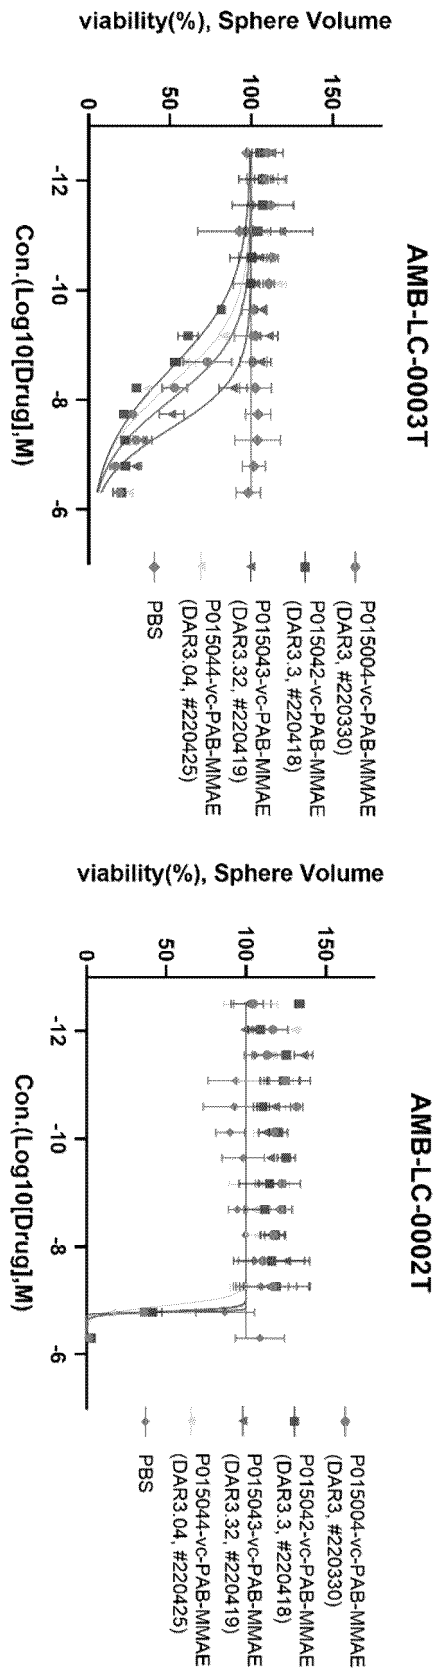 AMB-LC-0003T
viability(%), Sphere Volume
150
100
50
0
-12
-10
-8
-6
Con.(Log10[Drug],M)
P015004-vc-PAB-MMAE
(DAR3, #220330)
P015042-vc-PAB-MMAE
(DAR3.3, #220418)
P015043-vc-PAB-MMAE
(DAR3.32, #220419)
P015044-vc-PAB-MMAE
(DAR3.04, #220425)
PBS
AMB-LC-0002T
viability(%), Sphere Volume
150
100
50
0
-12
-10
-8
-6
Con.(Log10[Drug],M)
P015004-vc-PAB-MMAE
(DAR3, #220330)
P015042-vc-PAB-MMAE
(DAR3.3, #220418)
P015043-vc-PAB-MMAE
(DAR3.32, #220419)
P015044-vc-PAB-MMAE
(DAR3.04, #220425)
PBS